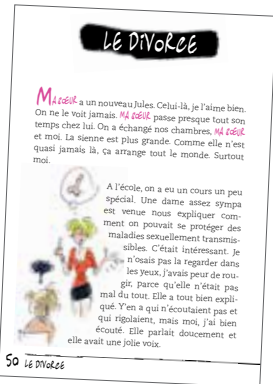 LE DIVORCE
MA SŒUR a un nouveau Jules. Celui-là, je l'aime bien.
On ne le voit jamais. MA SŒUR passe presque tout son
temps chez lui. On a échangé nos chambres, MA SŒUR
et moi. La sienne est plus grande. Comme elle n'est
quasi jamais là, ça arrange tout le monde. Surtout
moi.
A l'école, on a eu un cours un peu
spécial. Une dame assez sympa
est venue nous expliquer com-
ment on pouvait se protéger des
maladies sexuellement transmis-
sibles. C'était intéressant. Je
n'osais pas la regarder dans
les yeux, j'avais peur de rou-
gir, parce qu'elle n'était pas
mal du tout. Elle a tout bien expli-
qué. Y'en a qui n'écoutaient pas et
qui rigolaient, mais moi, j'ai bien
écouté. Elle parlait doucement et
elle avait une jolie voix.
50 LE DIVORCE